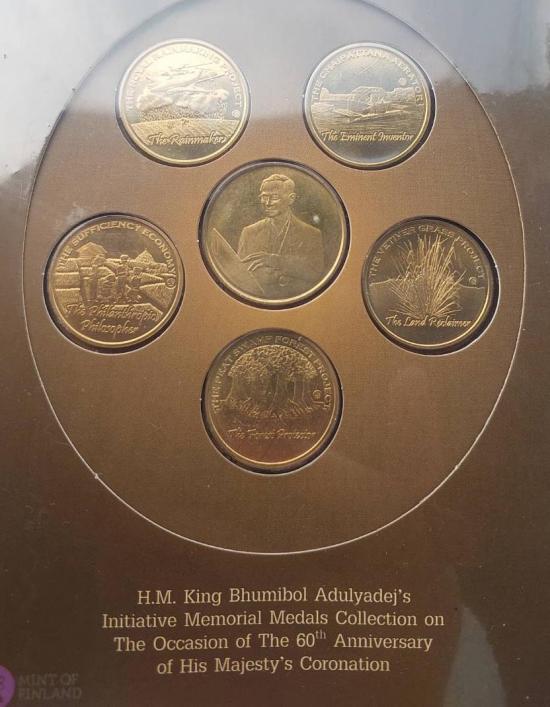 THE ROYAL RAINMAKING PROJECT
The Rainmaker
THE CHAIPATTANA AERATOR
The Eminent Inventor
THE SUFFICIENCY ECONOMY
The Philanthropic
Philosopher
THE VETIVER GRASS PROJECT
The Land Reclaimer
THE PEAT SWAMP FOREST PROJECT
The Forest Protector
H.M. King Bhumibol Adulyadej's
Initiative Memorial Medals Collection on
The Occasion of The 60th Anniversary
of His Majesty's Coronation
MINT OF
FINLAND